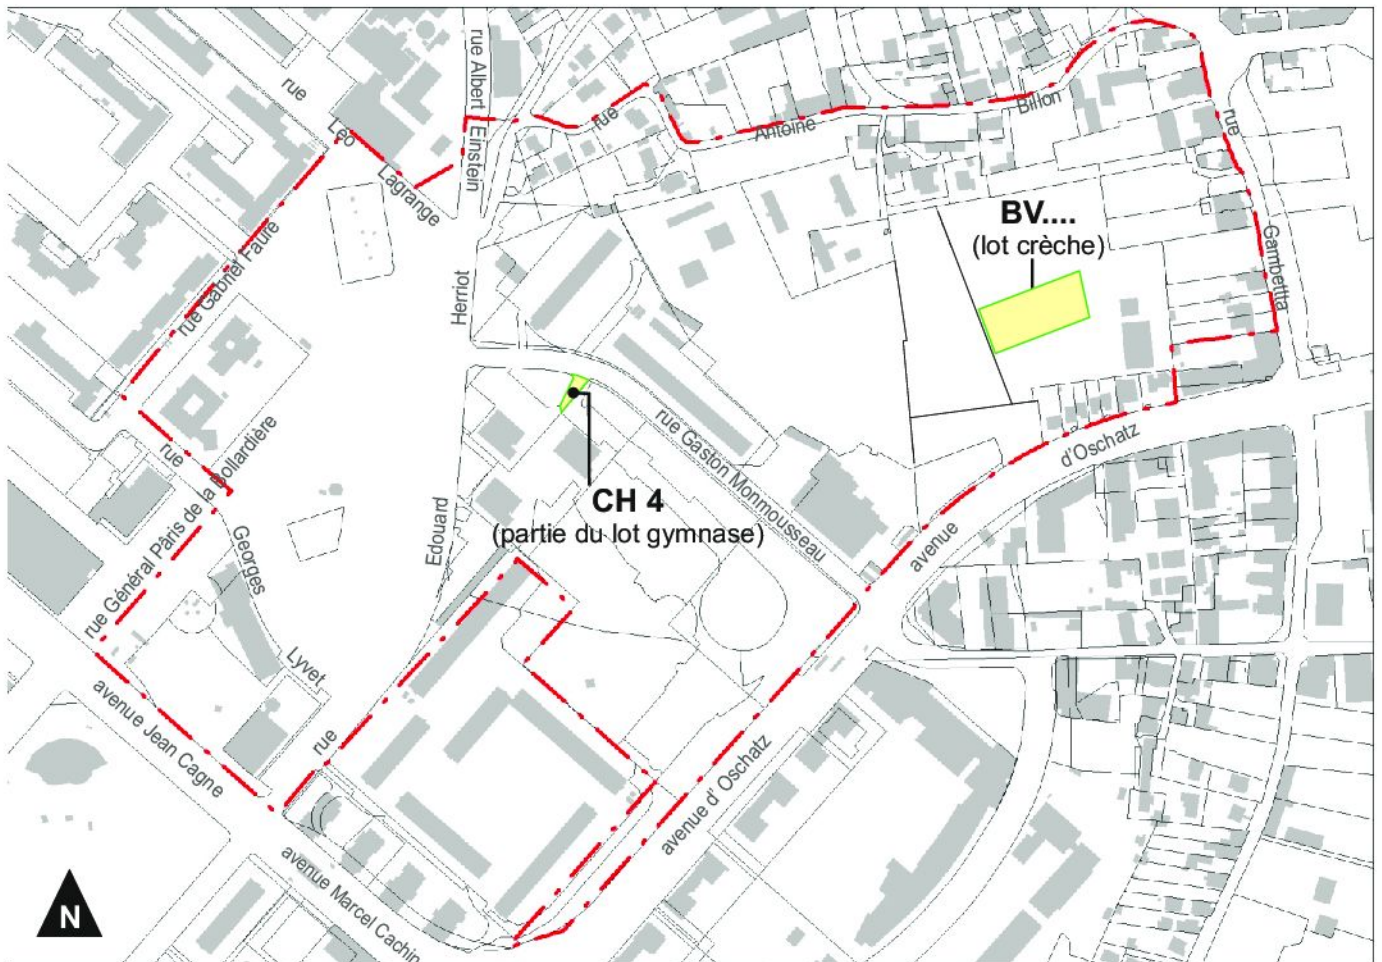 rue
rue Albert Einstein
Léo
Lagrange
rue
Antoine
Billon
rue
Gambettta
BV....
(lot crèche)
rue Gabriel Faure
Herriot
rue Gaston Monmousseau
d'Oschatz
rue
rue Général Pâris de la Bollardière
CH 4
(partie du lot gymnase)
Edouard
avenue
Georges
Lyvet
avenue Jean Cagne
rue
avenue d' Oschatz
avenue Marcel Cachin
N